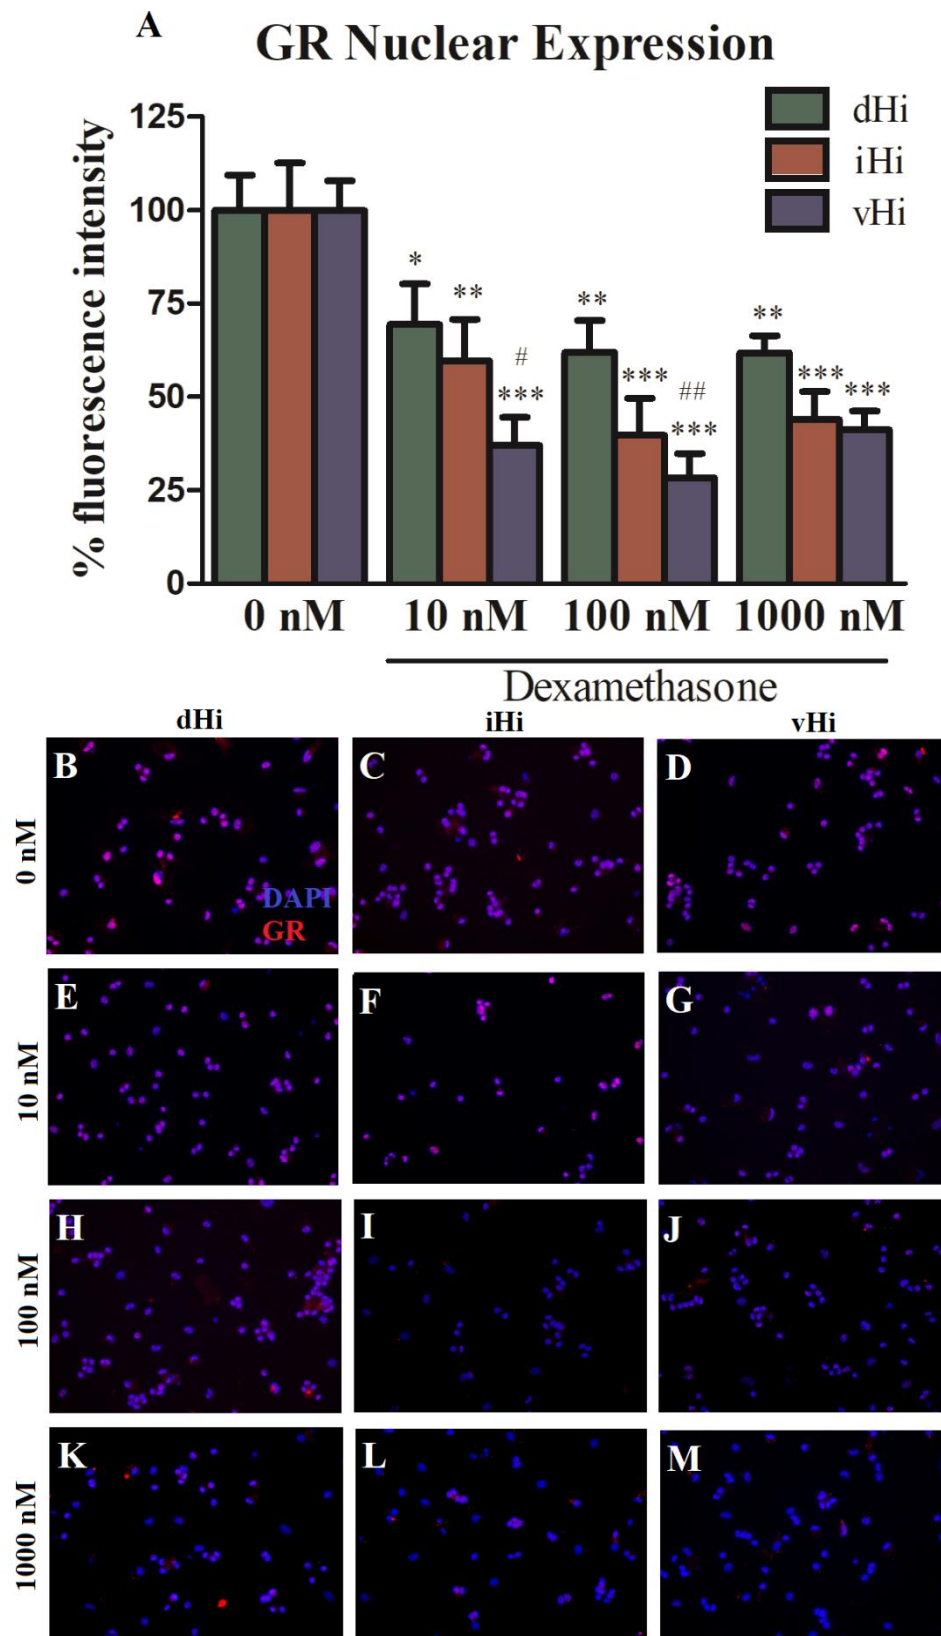 A
GR Nuclear Expression
% fluorescence intensity
125
100
75
50
25
0
dHi
iHi
vHi
*
**
#
***
**
***
##
***
**
***
***
0 nM
10 nM
100 nM
1000 nM
Dexamethasone
dHi
iHi
vHi
0 nM
B
C
D
DAPI
GR
10 nM
E
F
G
100 nM
H
I
J
1000 nM
K
L
M